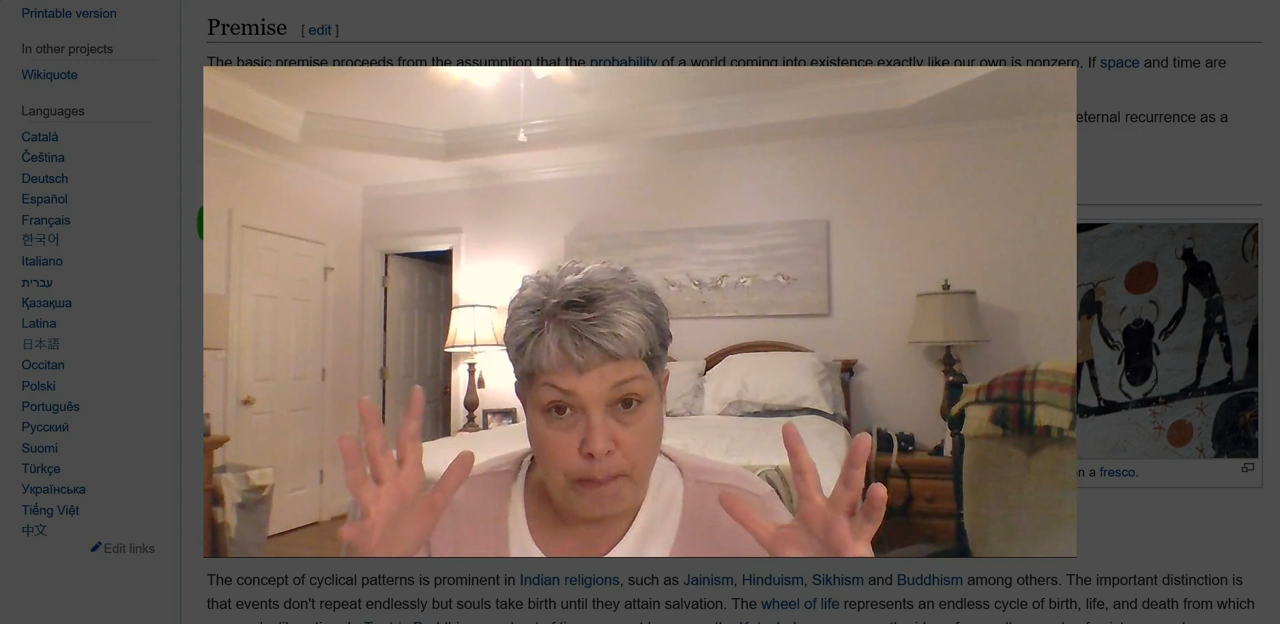 Printable version
In other projects
Wikiquote
Languages
Català
Čeština
Deutsch
Español
Français
한국어
Italiano
עברית
Қазақша
Latina
日本語
Occitan
Polski
Português
Русский
Suomi
Türkçe
Українська
Tiếng Việt
中文
Edit links
Premise [ edit ]
The basic premise proceeds from the assumption that the probability of a world coming into existence exactly like our own is nonzero. If space and time are
eternal recurrence as a
n a fresco.
The concept of cyclical patterns is prominent in Indian religions, such as Jainism, Hinduism, Sikhism and Buddhism among others. The important distinction is
that events don't repeat endlessly but souls take birth until they attain salvation. The wheel of life represents an endless cycle of birth, life, and death from which